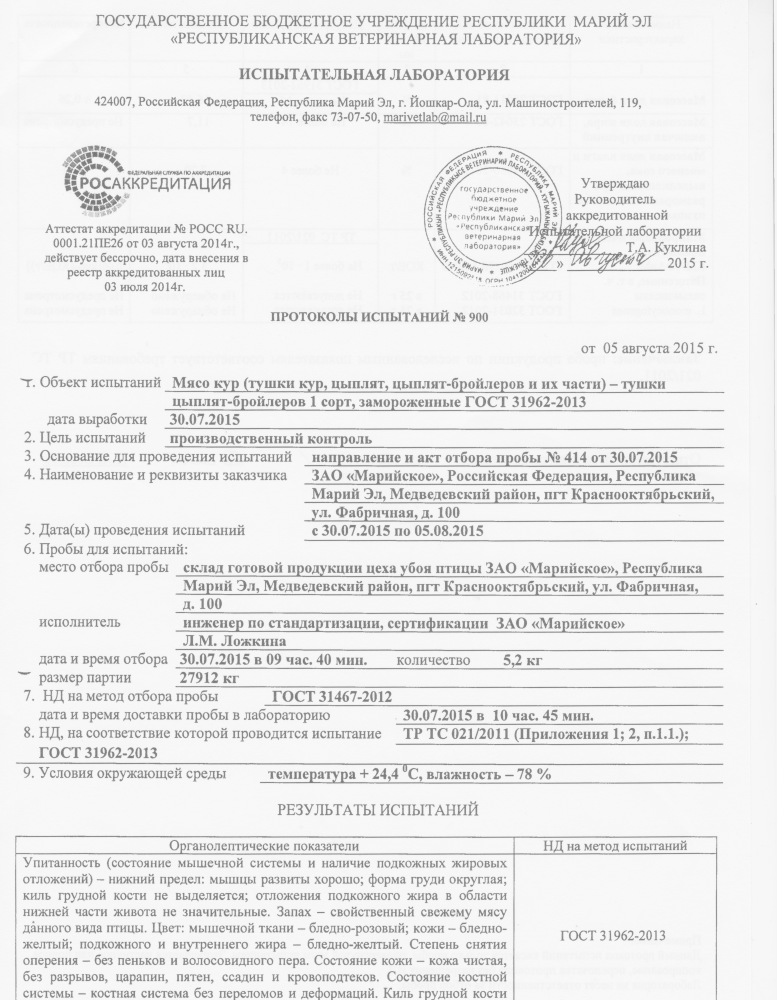 ГОСУДАРСТВЕННОЕ БЮДЖЕТНОЕ УЧРЕЖДЕНИЕ РЕСПУБЛИКИ МАРИЙ ЭЛ
«РЕСПУБЛИКАНСКАЯ ВЕТЕРИНАРНАЯ ЛАБОРАТОРИЯ»
ИСПЫТАТЕЛЬНАЯ ЛАБОРАТОРИЯ
424007, Российская Федерация, Республика Марий Эл, г. Йошкар-Ола, ул. Машиностроителей, 119,
телефон, факс 73-07-50, marivetlab@mail.ru
ФЕДЕРАЛЬНАЯ СЛУЖБА ПО АККРЕДИТАЦИИ
РОСАККРЕДИТАЦИЯ
Аттестат аккредитации № РОСС RU.
0001.21ПЕ26 от 03 августа 2014г.,
действует бессрочно, дата внесения в
реестр аккредитованных лиц
03 июля 2014г.
РОССИЙСКАЯ ФЕДЕРАЦИЯ РЕСПУБЛИКА МАРИЙ ЭЛ
государственное
бюджетное
учреждение
Республики Марий Эл
«Республиканская
ветеринарная
лаборатория»
Утверждаю
Руководитель
аккредитованной
Испытательной лаборатории
Т.А. Куклина
» августа 2015 г.
ПРОТОКОЛЫ ИСПЫТАНИЙ № 900
от 05 августа 2015 г.
1. Объект испытаний Мясо кур (тушки кур, цыплят, цыплят-бройлеров и их части) – тушки
цыплят-бройлеров 1 сорт, замороженные ГОСТ 31962-2013
дата выработки 30.07.2015
2. Цель испытаний производственный контроль
3. Основание для проведения испытаний направление и акт отбора пробы № 414 от 30.07.2015
4. Наименование и реквизиты заказчика ЗАО «Марийское», Российская Федерация, Республика
Марий Эл, Медведевский район, пгт Краснооктябрьский,
ул. Фабричная, д. 100
5. Дата(ы) проведения испытаний с 30.07.2015 по 05.08.2015
6. Пробы для испытаний:
место отбора пробы склад готовой продукции цеха убоя птицы ЗАО «Марийское», Республика
Марий Эл, Медведевский район, пгт Краснооктябрьский, ул. Фабричная,
д. 100
исполнитель инженер по стандартизации, сертификации ЗАО «Марийское»
Л.М. Ложкина
дата и время отбора 30.07.2015 в 09 час. 40 мин. количество 5,2 кг
размер партии 27912 кг
7. НД на метод отбора пробы ГОСТ 31467-2012
дата и время доставки пробы в лабораторию 30.07.2015 в 10 час. 45 мин.
8. НД, на соответствие которой проводится испытание ТР ТС 021/2011 (Приложения 1; 2, п.1.1.);
ГОСТ 31962-2013
9. Условия окружающей среды температура + 24,4 ⁰С, влажность – 78 %
РЕЗУЛЬТАТЫ ИСПЫТАНИЙ
Органолептические показатели НД на метод испытаний
Упитанность (состояние мышечной системы и наличие подкожных жировых
отложений) – нижний предел: мышцы развиты хорошо; форма груди округлая;
киль грудной кости не выделяется; отложения подкожного жира в области
нижней части живота не значительные. Запах – свойственный свежему мясу
данного вида птицы. Цвет: мышечной ткани – бледно-розовый; кожи – бледно-
желтый; подкожного и внутреннего жира – бледно-желтый. Степень снятия
оперения – без пеньков и волосовидного пера. Состояние кожи – кожа чистая,
без разрывов, царапин, пятен, ссадин и кровоподтеков. Состояние костной
системы – костная система без переломов и деформаций. Киль грудной кости
ГОСТ 31962-2013